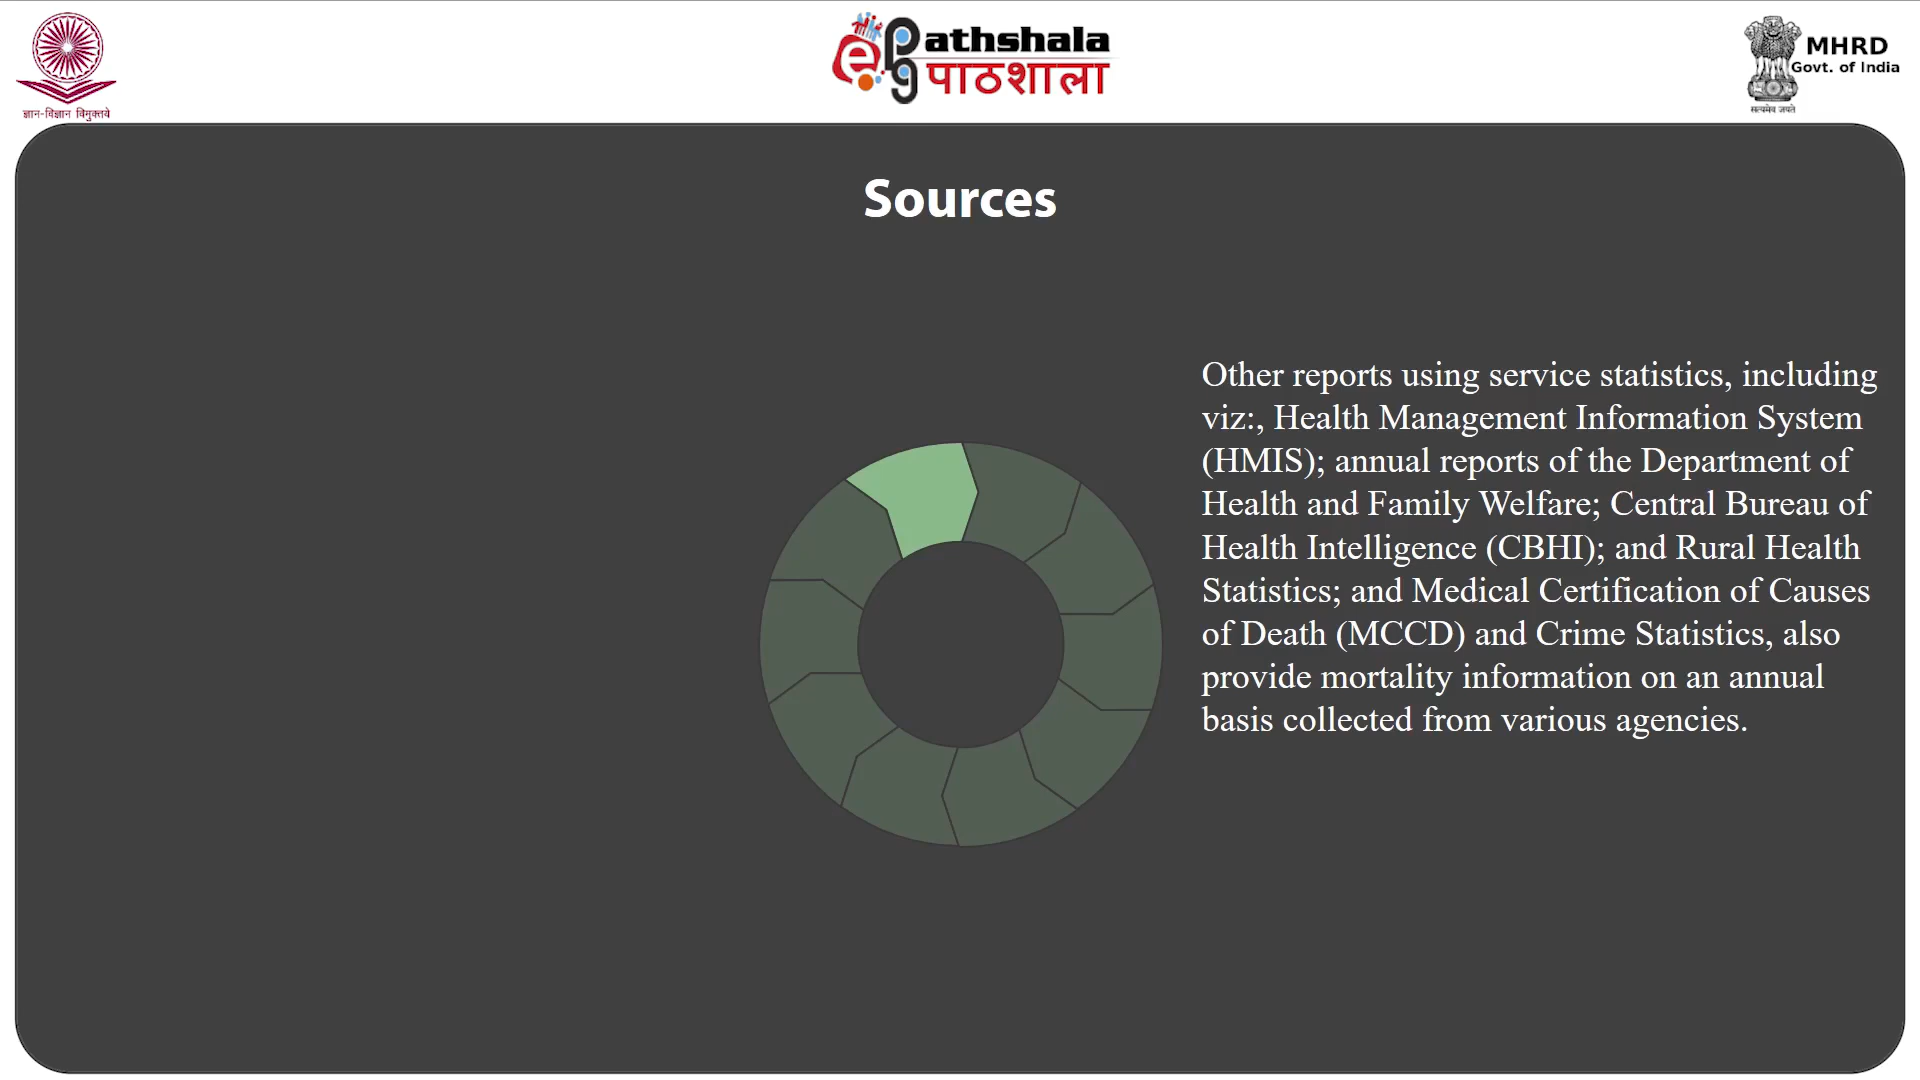 ज्ञान-विज्ञान विमुक्तये
e
Pg
athshala
पाठशाला
MHRD
Govt. of India
सत्यमेव जयते
Sources
Other reports using service statistics, including
viz:, Health Management Information System
(HMIS); annual reports of the Department of
Health and Family Welfare; Central Bureau of
Health Intelligence (CBHI); and Rural Health
Statistics; and Medical Certification of Causes
of Death (MCCD) and Crime Statistics, also
provide mortality information on an annual
basis collected from various agencies.